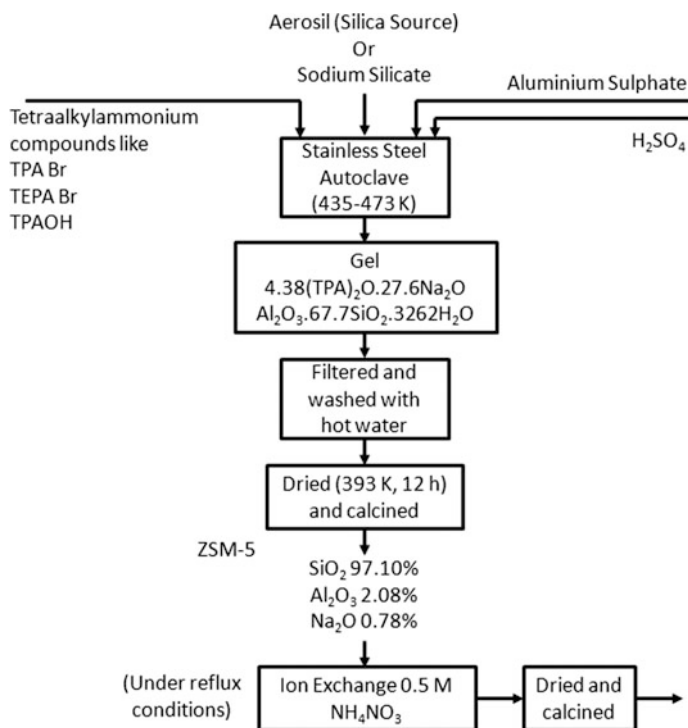 Aerosil (Silica Source)
Or
Sodium Silicate
Aluminium Sulphate
H₂SO₄
Tetraalkylammonium
compounds like
TPA Br
TEPA Br
TPAOH
Stainless Steel
Autoclave
(435-473 K)
Gel
4.38(TPA)₂O.27.6Na₂O
Al₂O₃.67.7SiO₂.3262H₂O
Filtered and
washed with
hot water
Dried (393 K, 12 h)
and calcined
ZSM-5
SiO₂ 97.10%
Al₂O₃ 2.08%
Na₂O 0.78%
(Under reflux
conditions)
Ion Exchange 0.5 M
NH₄NO₃
Dried and
calcined